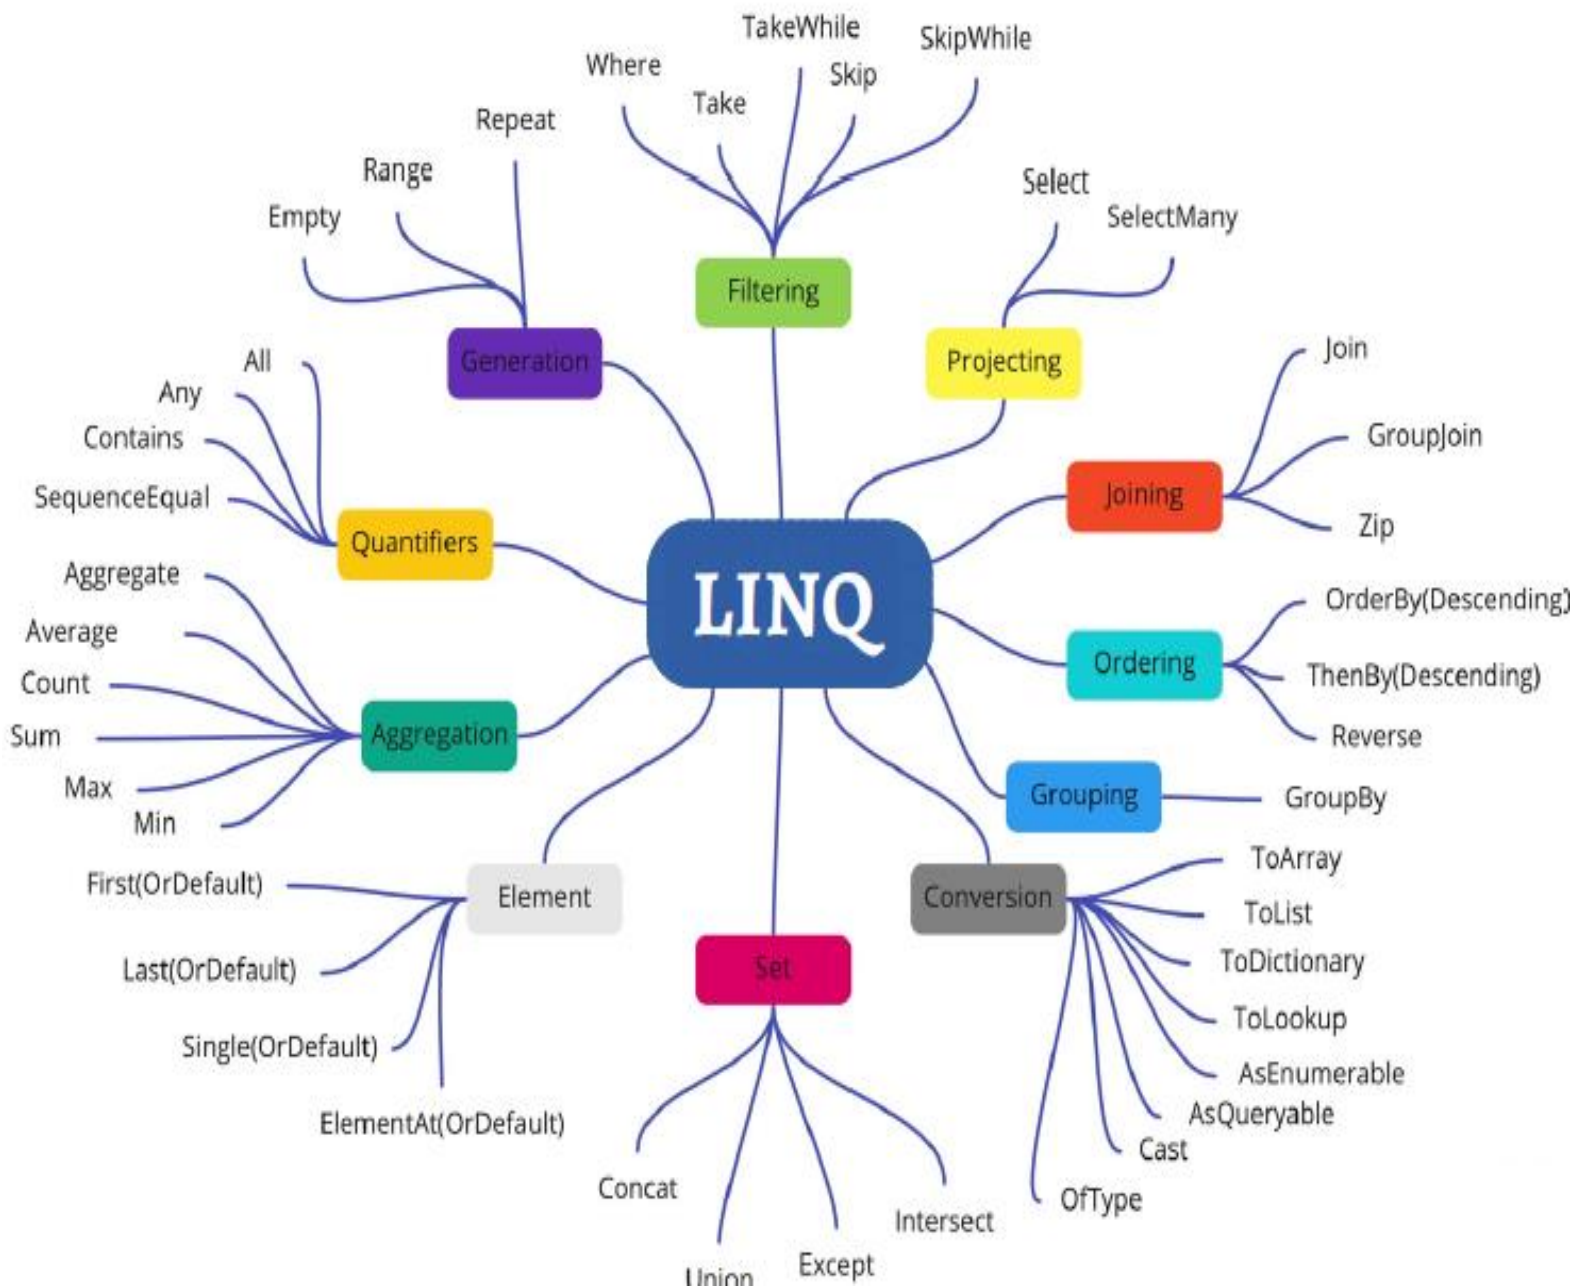 TakeWhile
SkipWhile
Where
Skip
Take
Repeat
Range
Empty
Select
SelectMany
Filtering
Generation
Projecting
All
Any
Contains
SequenceEqual
Quantifiers
Join
GroupJoin
Joining
Zip
LINQ
Aggregate
Average
Count
Sum
Max
Min
Aggregation
OrderBy(Descending)
Ordering
ThenBy(Descending)
Reverse
Grouping
GroupBy
First(OrDefault)
Element
Last(OrDefault)
Single(OrDefault)
ElementAt(OrDefault)
Set
Concat
Union
Except
Intersect
Conversion
ToArray
ToList
ToDictionary
ToLookup
AsEnumerable
AsQueryable
Cast
OfType